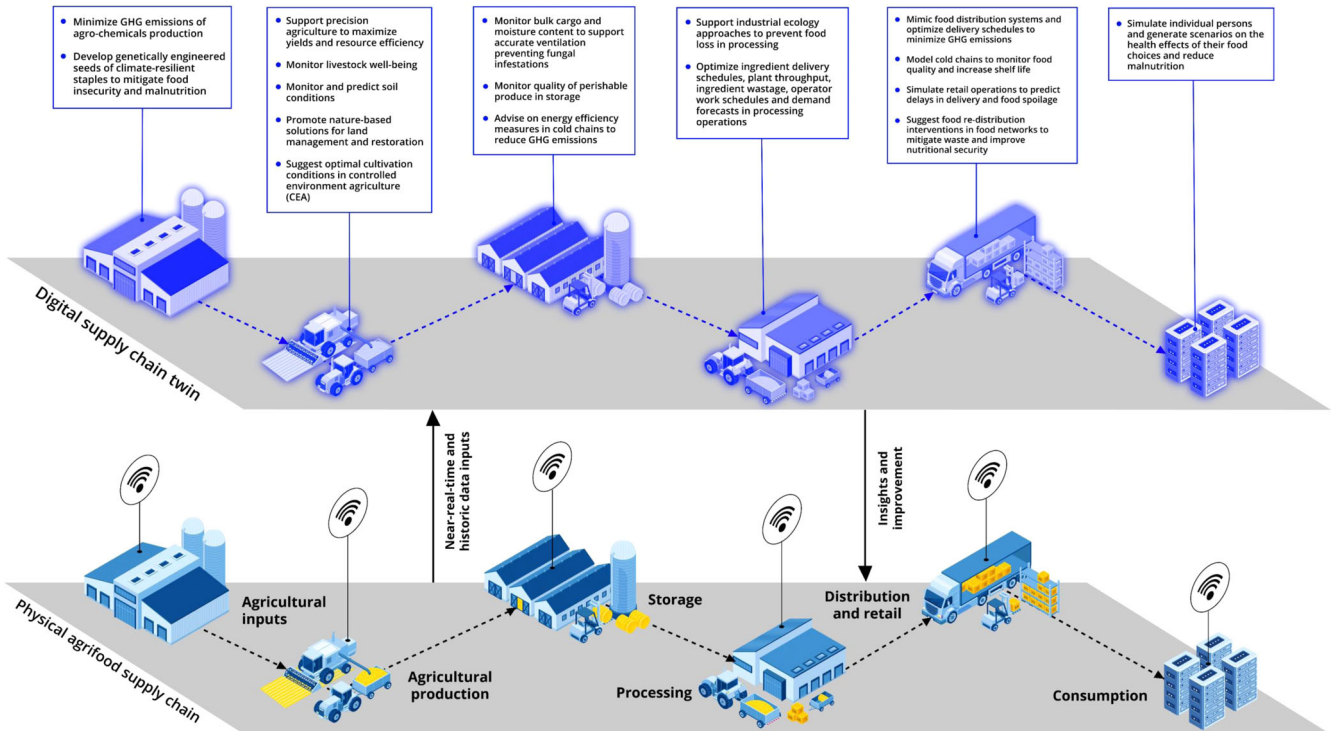 ● Minimize GHG emissions of
agro-chemicals production
● Develop genetically engineered
seeds of climate-resilient
staples to mitigate food
insecurity and malnutrition
● Support precision
agriculture to maximize
yields and resource efficiency
● Monitor livestock well-being
● Monitor and predict soil
conditions
● Promote nature-based
solutions for land
management and restoration
● Suggest optimal cultivation
conditions in controlled
environment agriculture
(CEA)
● Monitor bulk cargo and
moisture content to support
accurate ventilation
preventing fungal
infestations
● Monitor quality of perishable
produce in storage
● Advise on energy efficiency
measures in cold chains to
reduce GHG emissions
● Support industrial ecology
approaches to prevent food
loss in processing
● Optimize ingredient delivery
schedules, plant throughput,
ingredient wastage, operator
work schedules and demand
forecasts in processing
operations
● Mimic food distribution systems and
optimize delivery schedules to
minimize GHG emissions
● Model cold chains to monitor food
quality and increase shelf life
● Simulate retail operations to predict
delays in delivery and food spoilage
● Suggest food re-distribution
interventions in food networks to
mitigate waste and improve
nutritional security
● Simulate individual persons
and generate scenarios on the
health effects of their food
choices and reduce
malnutrition
Digital supply chain twin
Near-real-time and
historic data inputs
Insights and
improvement
Physical agrifood supply chain
Agricultural
inputs
Agricultural
production
Storage
Processing
Distribution
and retail
Consumption